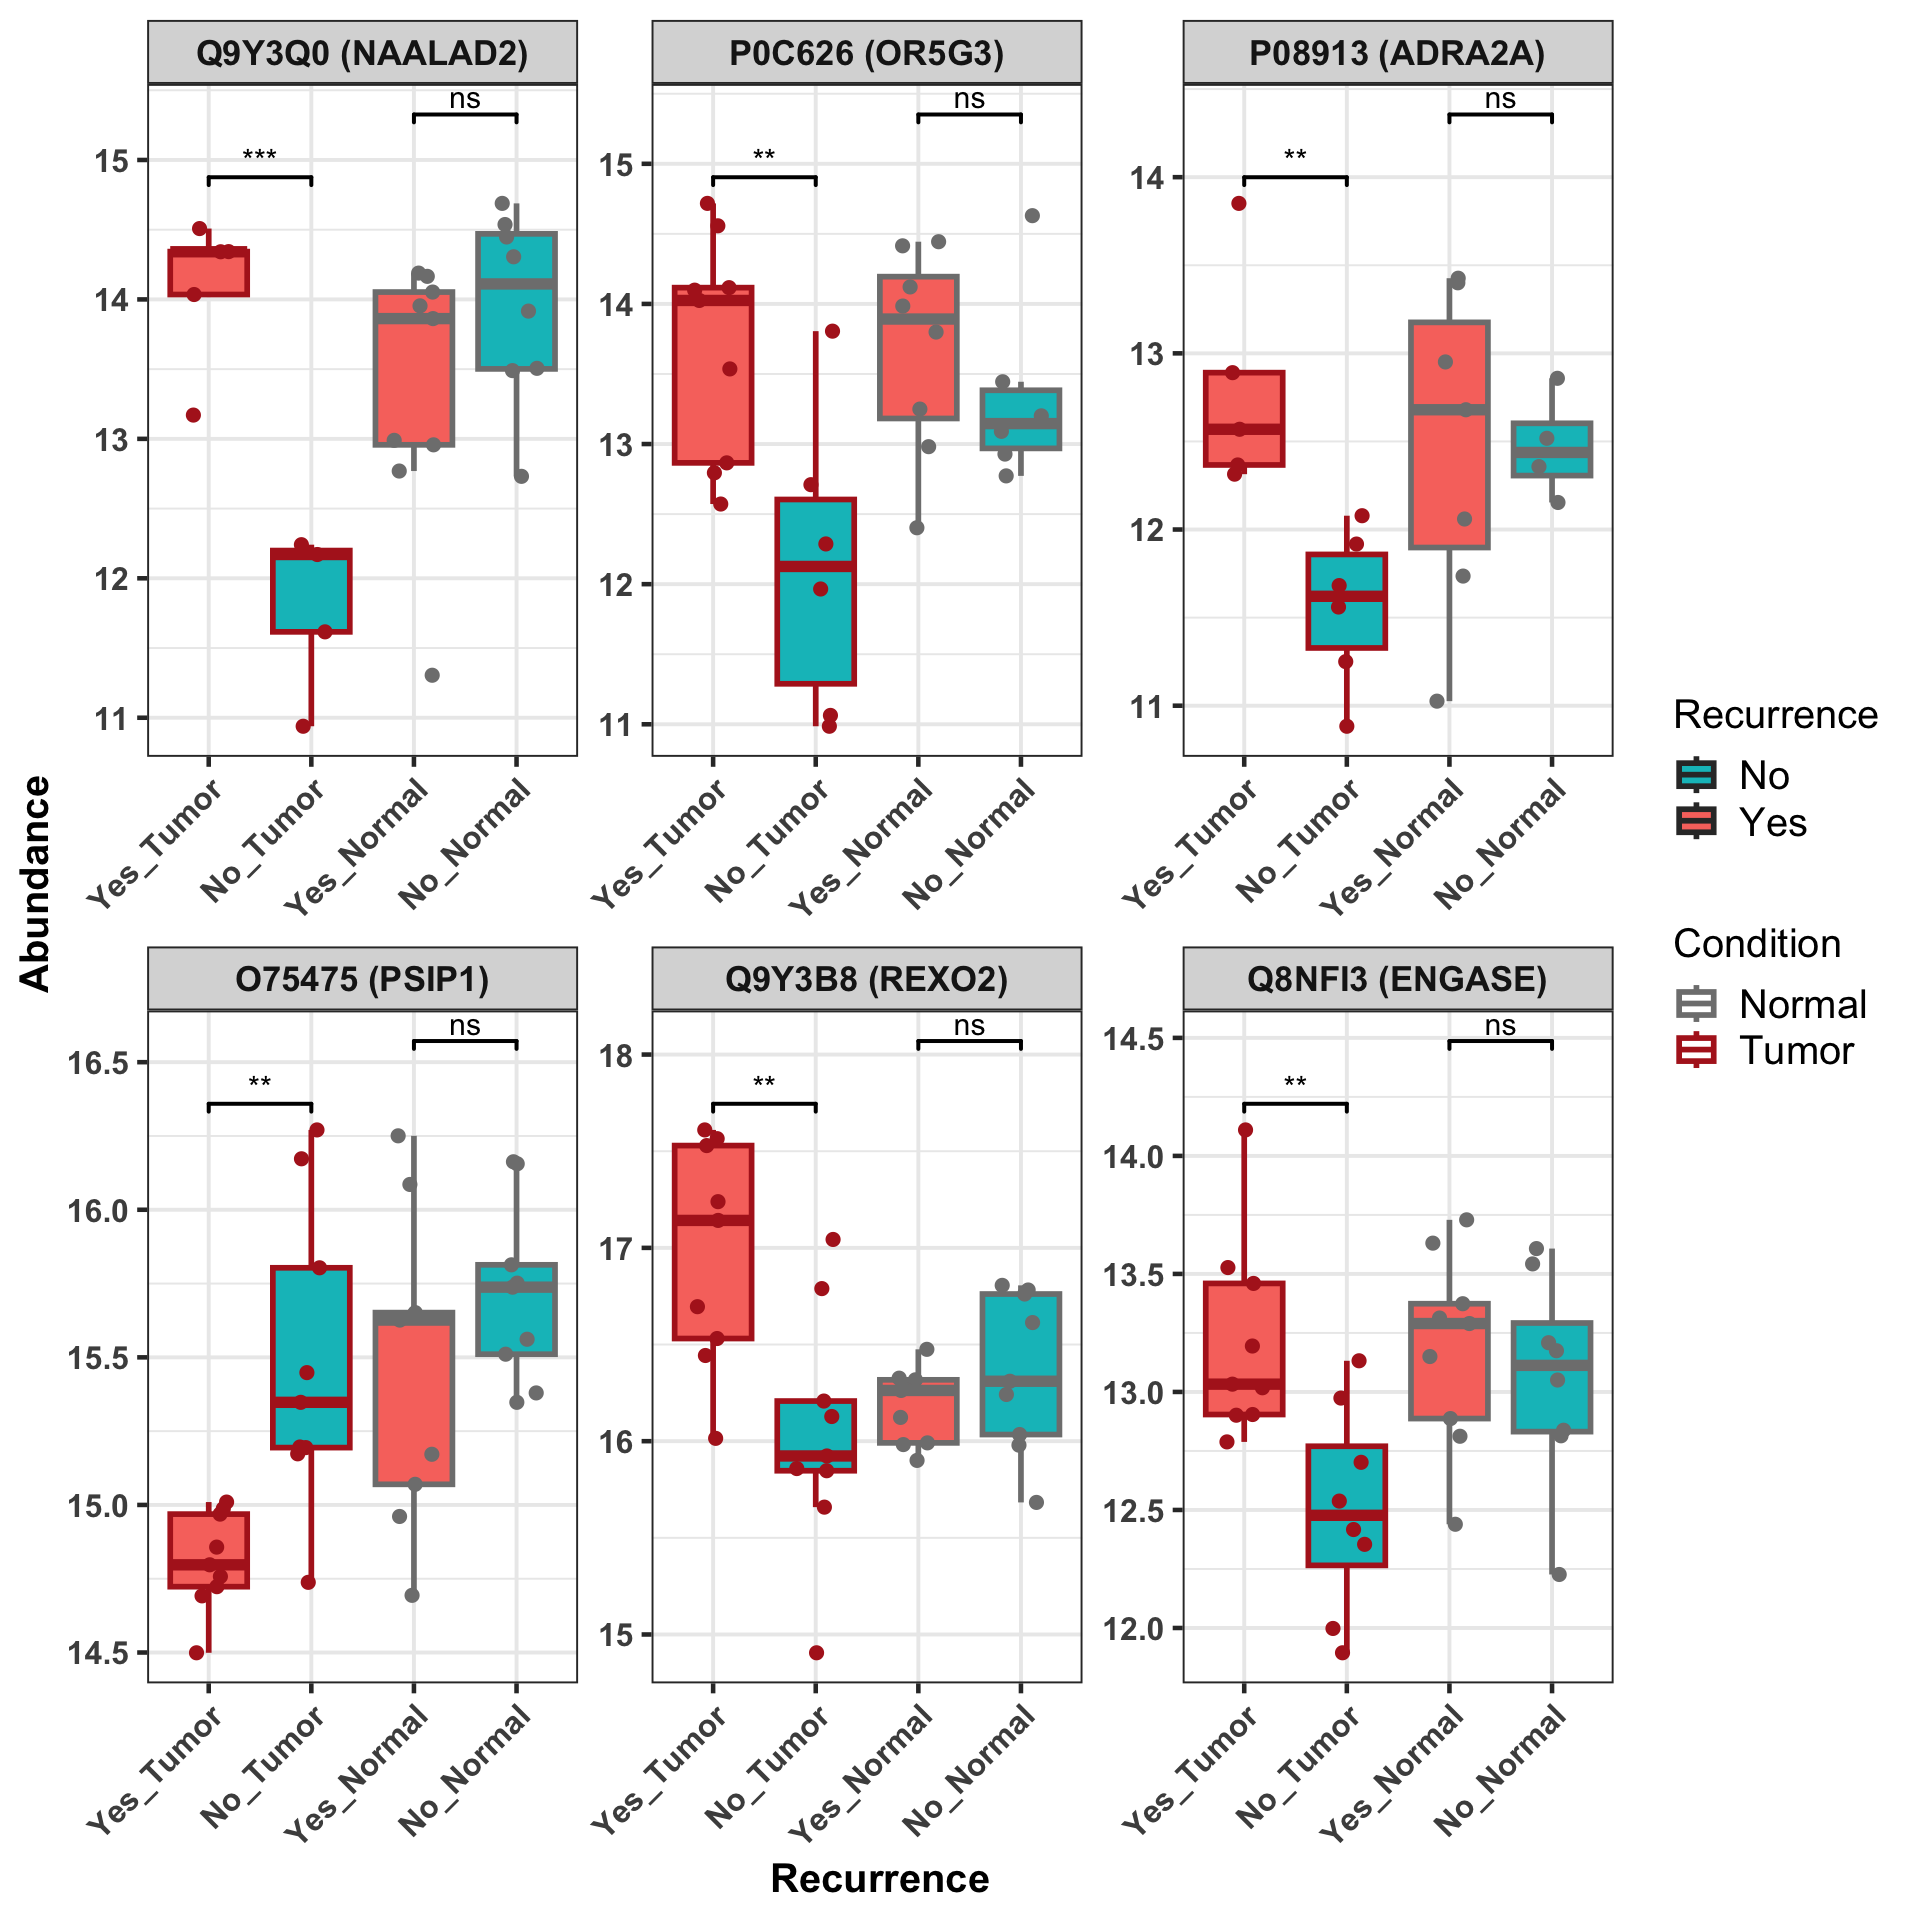 Q9Y3Q0 (NAALAD2)
P0C626 (OR5G3)
P08913 (ADRA2A)
ns
***
15
14
13
12
11
ns
**
15
14
13
12
11
ns
**
14
13
12
11
Yes_Tumor
No_Tumor
Yes_Normal
No_Normal
Yes_Tumor
No_Tumor
Yes_Normal
No_Normal
Yes_Tumor
No_Tumor
Yes_Normal
No_Normal
Abundance
O75475 (PSIP1)
Q9Y3B8 (REXO2)
Q8NFI3 (ENGASE)
ns
**
16.5
16.0
15.5
15.0
14.5
ns
**
18
17
16
15
ns
**
14.5
14.0
13.5
13.0
12.5
12.0
Yes_Tumor
No_Tumor
Yes_Normal
No_Normal
Yes_Tumor
No_Tumor
Yes_Normal
No_Normal
Yes_Tumor
No_Tumor
Yes_Normal
No_Normal
Recurrence
Recurrence
No
Yes
Condition
Normal
Tumor